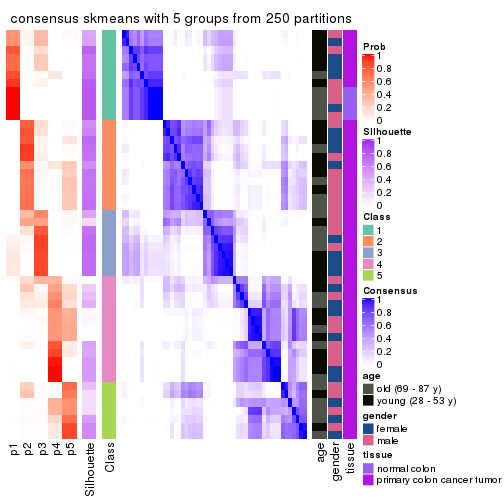 consensus skmeans with 5 groups from 250 partitions
Prob
1
0.8
0.6
0.4
0.2
0
Silhouette
1
0.8
0.6
0.4
0.2
0
Class
1
2
3
4
5
Consensus
1
0.8
0.6
0.4
0.2
0
age
old (69 - 87 y)
young (28 - 53 y)
gender
female
male
tissue
normal colon
primary colon cancer tumor
p1
p2
p3
p4
p5
Silhouette
Class
age
gender
tissue